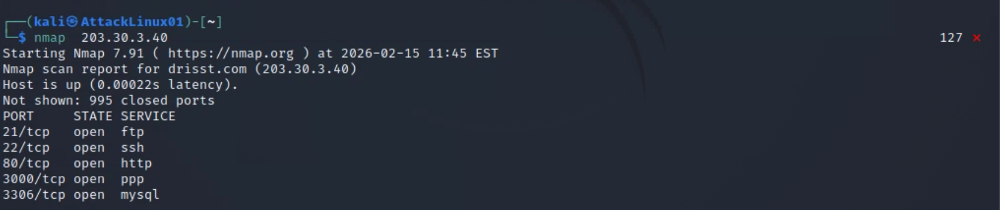 ┌──(kali㉿AttackLinux01)-[~]
└─$ nmap  203.30.3.40 127 ⨯
Starting Nmap 7.91 ( https://nmap.org ) at 2026-02-15 11:45 EST
Nmap scan report for drisst.com (203.30.3.40)
Host is up (0.00022s latency).
Not shown: 995 closed ports
PORT     STATE SERVICE
21/tcp   open  ftp
22/tcp   open  ssh
80/tcp   open  http
3000/tcp open  ppp
3306/tcp open  mysql